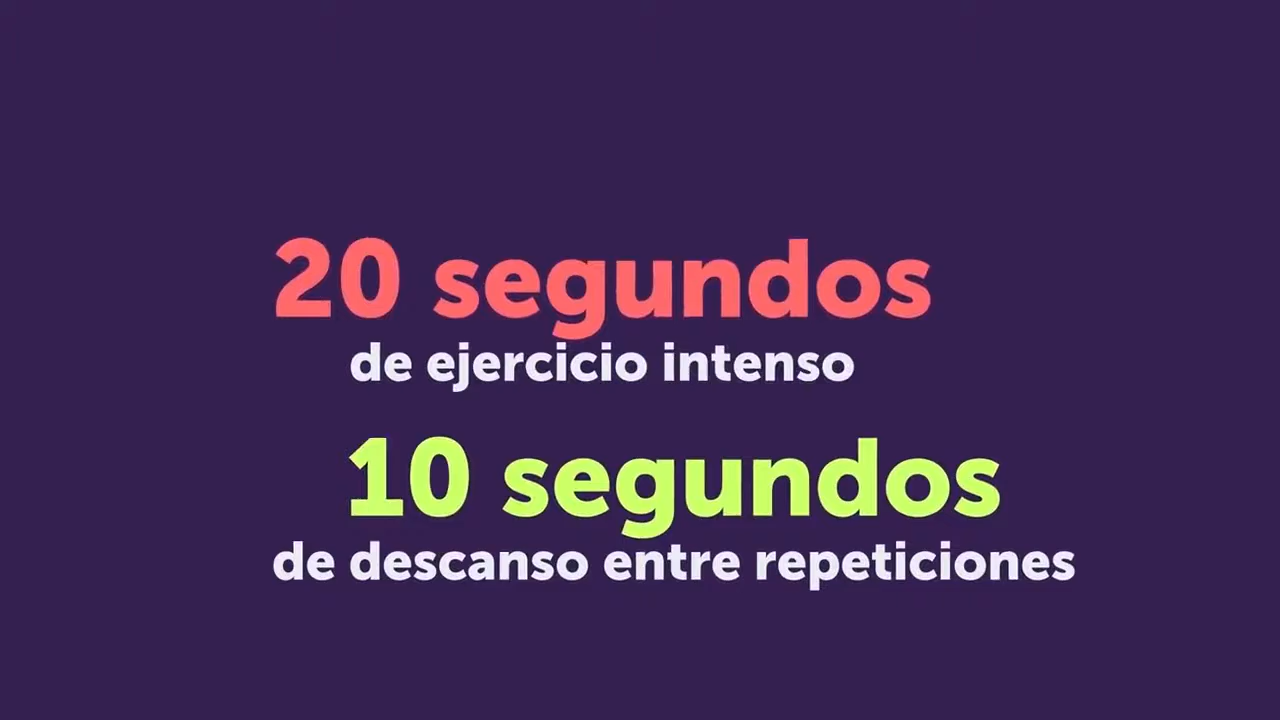 20 segundos
de ejercicio intenso
10 segundos
de descanso entre repeticiones